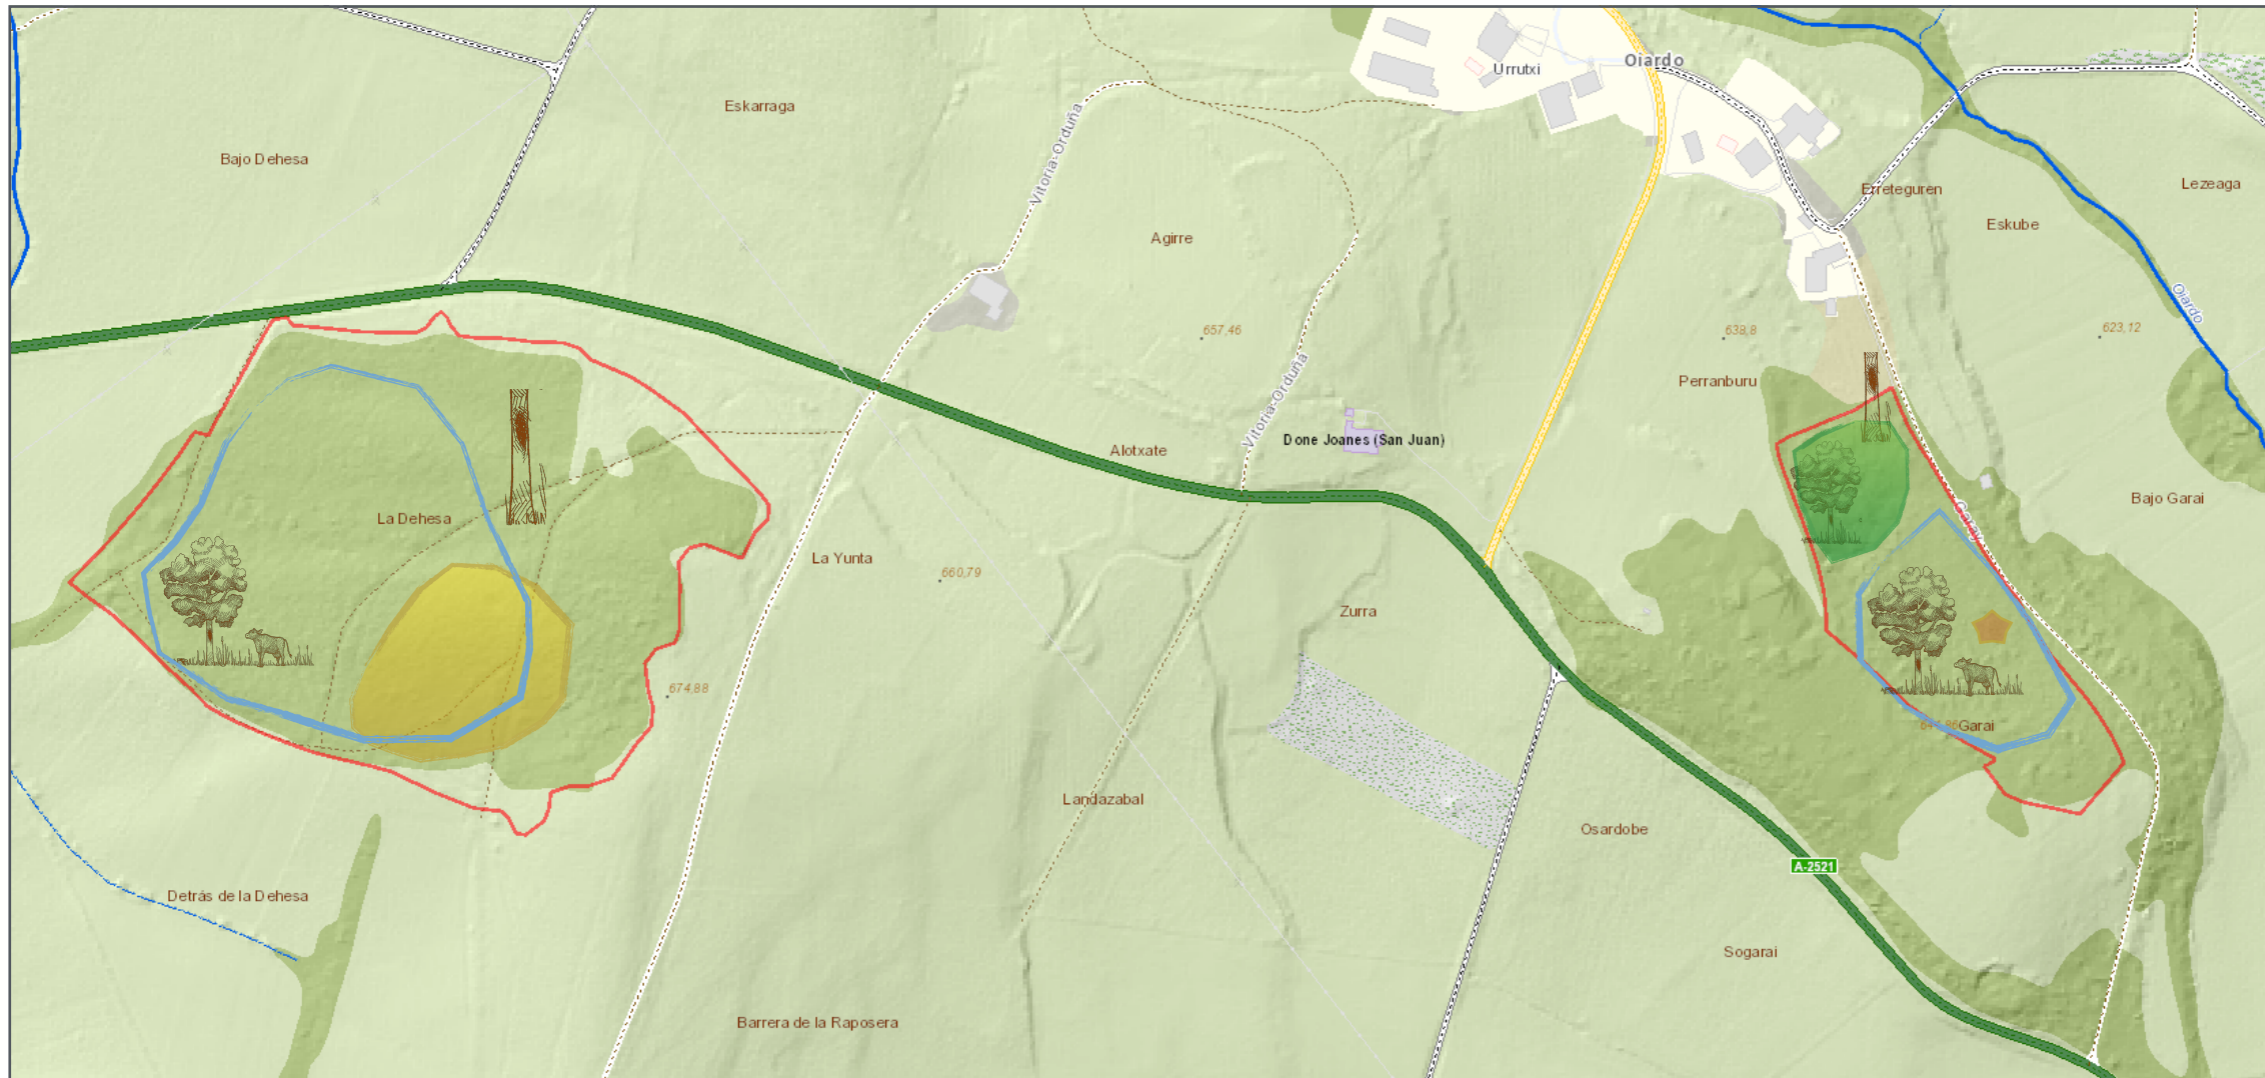 Urrutxi
Oiardo
Eskarraga
Bajo Dehesa
Vitoria-Orduña
Erreteguren
Lezeaga
Eskube
Agirre
Oiardo
657,46
638,8
623,12
Perranburu
Vitoria-Orduña
Done Joanes (San Juan)
Alotxate
Bajo Garai
La Dehesa
Garay
La Yunta
660,79
Zurra
674,88
Garai
Landazabal
Osardobe
A-2521
Detrás de la Dehesa
Sogarai
Barrera de la Raposera